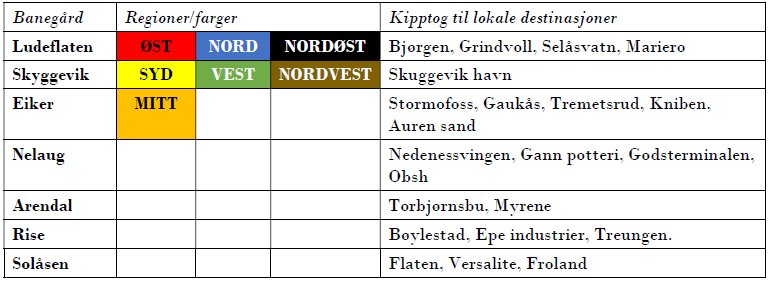 Banegård Regioner/farger Kipptog til lokale destinasjoner
Ludeflaten ØST NORD NORDØST Bjørgen, Grindvoll, Selåsvatn, Mariero
Skyggevik SYD VEST NORDVEST Skuggevik havn
Eiker MITT Stormofoss, Gaukås, Tremetsrud, Kniben,
Auren sand
Nelaug Nedenessvingen, Gann potteri, Godsterminalen,
Obsh
Arendal Torbjørnsbu, Myrene
Rise Boylestad, Epe industrier, Treungen.
Solåsen Flaten, Versalite, Froland